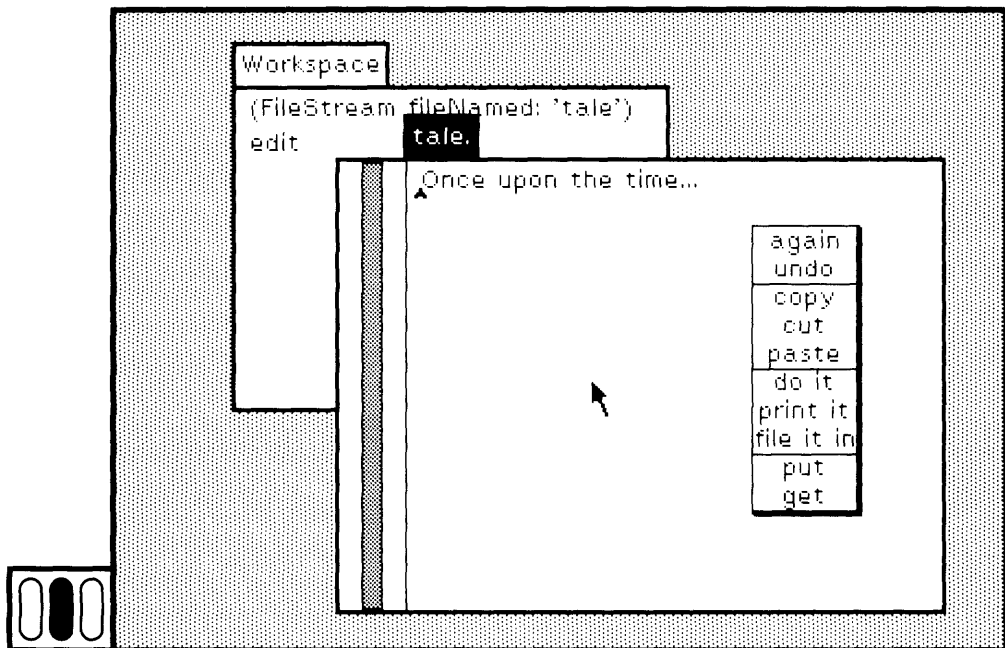 Workspace
(FileStream fileNamed: 'tale')
edit
tale.
Once upon the time...
again
undo
copy
cut
paste
do it
print it
file it in
put
get